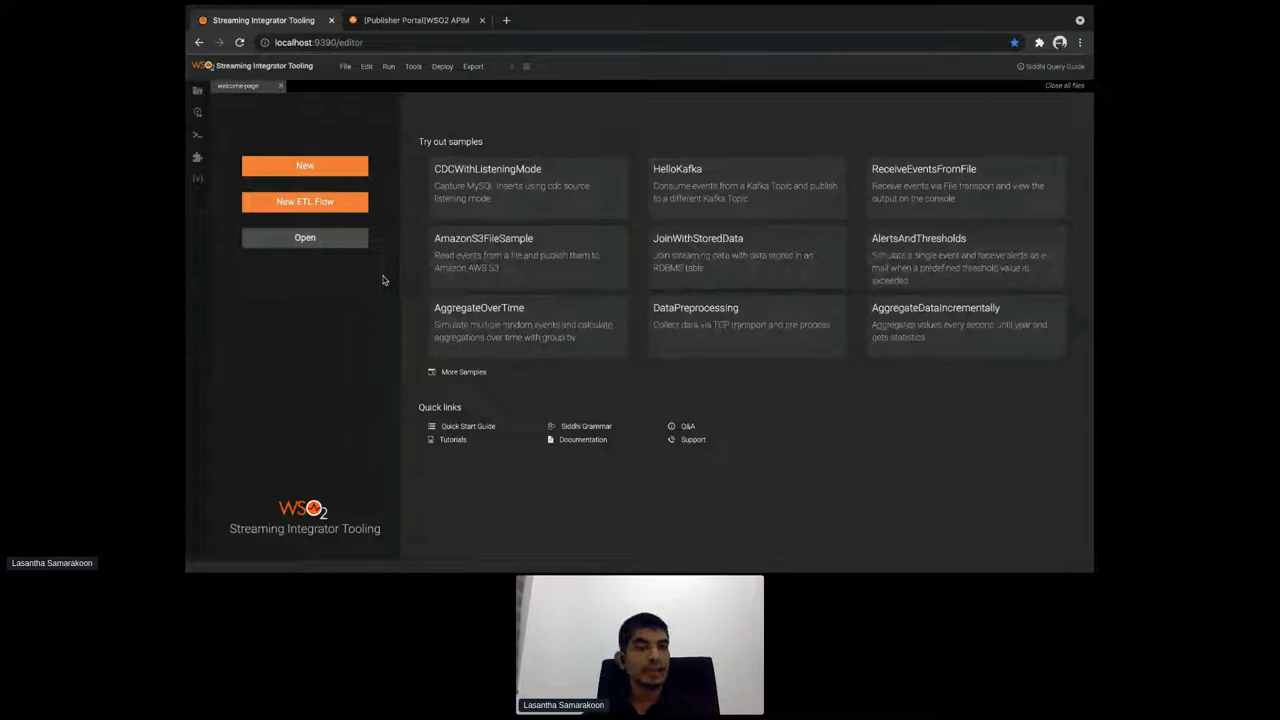 Streaming Integrator Tooling
[Publisher Portal]WSO2 APIM
localhost:9390/editor
WSO2 Streaming Integrator Tooling
File
Edit
Run
Tools
Deploy
Export
Siddhi Query Guide
welcome-page
Close all files
New
New ETL Flow
Open
Try out samples
CDCWithListeningMode
Capture MySQL Inserts using cdc source
listening mode
HelloKafka
Consume events from a Kafka Topic and publish
to a different Kafka Topic
ReceiveEventsFromFile
Receive events via File transport and view the
output on the console
AmazonS3FileSample
Read events from a file and publish them to
Amazon AWS S3
JoinWithStoredData
Join streaming data with data stored in an
RDBMS table
AlertsAndThresholds
Simulate a single event and receive alerts as e-
mail when a predefined threshold value is
exceeded
AggregateOverTime
Simulate multiple random events and calculate
aggregations over time with group by
DataPreprocessing
Collect data via TCP transport and pre process
AggregateDataIncrementally
Aggregates values every second until year and
gets statistics
More Samples
Quick links
Quick Start Guide
Siddhi Grammar
Q&A
Tutorials
Documentation
Support
WSO2
Streaming Integrator Tooling
Lasantha Samarakoon
Lasantha Samarakoon